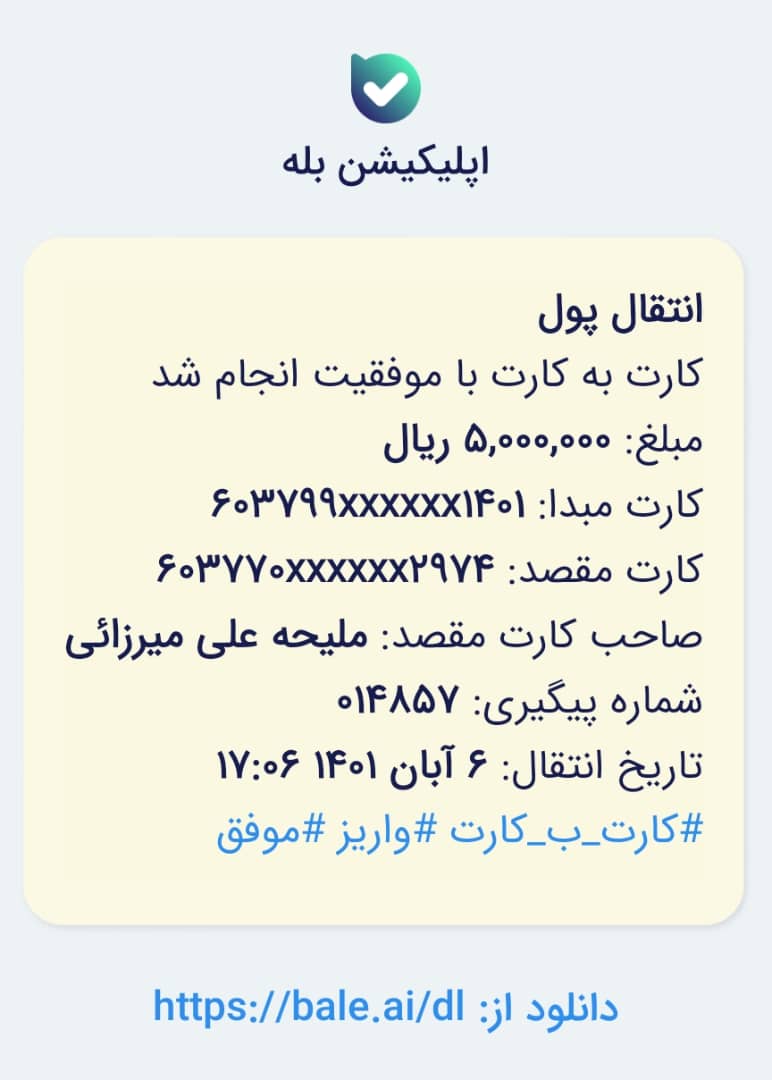 اپلیکیشن بله
انتقال پول
کارت به کارت با موفقیت انجام شد
مبلغ: ۵,۰۰۰,۰۰۰ ریال
کارت مبدا: ۶۰۳۷۹۹xxxxxx۱۴۰۱
کارت مقصد: ۶۰۳۷۷۰xxxxxx۲۹۷۴
صاحب کارت مقصد: ملیحه علی میرزائی
شماره پیگیری: ۰۱۴۸۵۷
تاریخ انتقال: ۶ آبان ۱۴۰۱ ۱۷:۰۶
#کارت_ب_کارت #واریز #موفق
دانلود از: https://bale.ai/dl